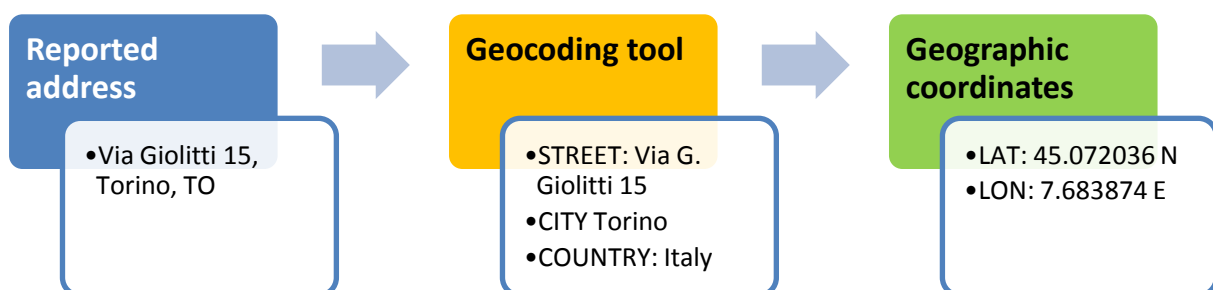 Reported
address
•Via Giolitti 15,
Torino, TO
Geocoding tool
•STREET: Via G.
Giolitti 15
•CITY Torino
•COUNTRY: Italy
Geographic
coordinates
•LAT: 45.072036 N
•LON: 7.683874 E